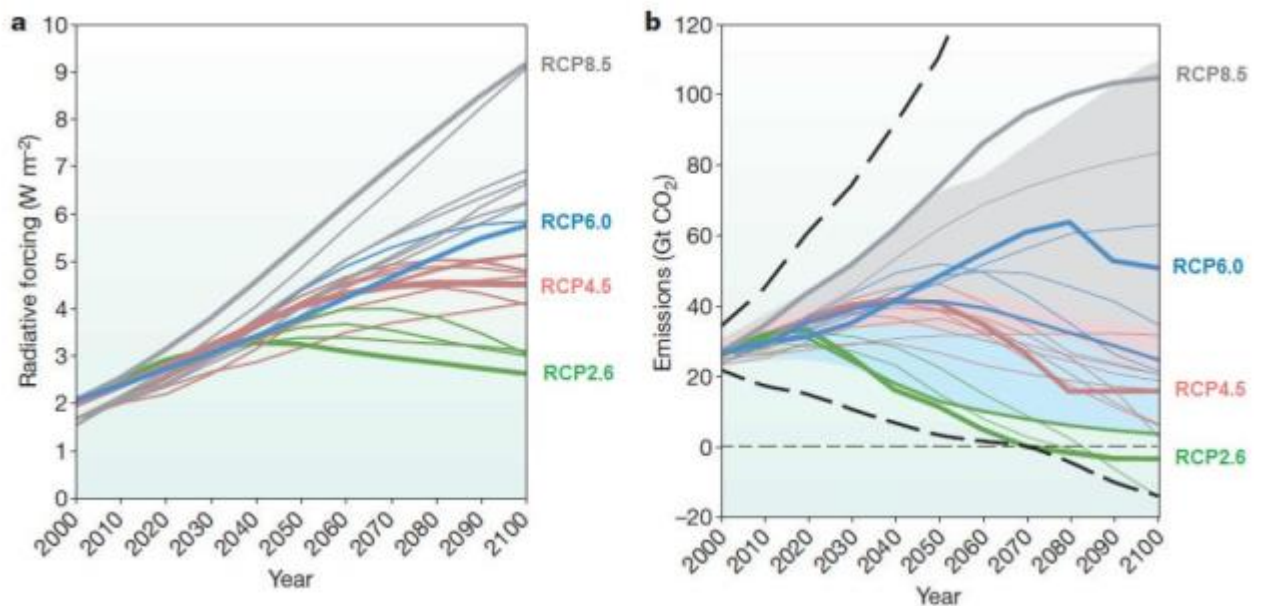 a
10
9
8
7
6
5
4
3
2
1
0
Radiative forcing (W m⁻²)
2000
2010
2020
2030
2040
2050
2060
2070
2080
2090
2100
Year
RCP8.5
RCP6.0
RCP4.5
RCP2.6
b
120
100
80
60
40
20
0
–20
Emissions (Gt CO₂)
2000
2010
2020
2030
2040
2050
2060
2070
2080
2090
2100
Year
RCP8.5
RCP6.0
RCP4.5
RCP2.6